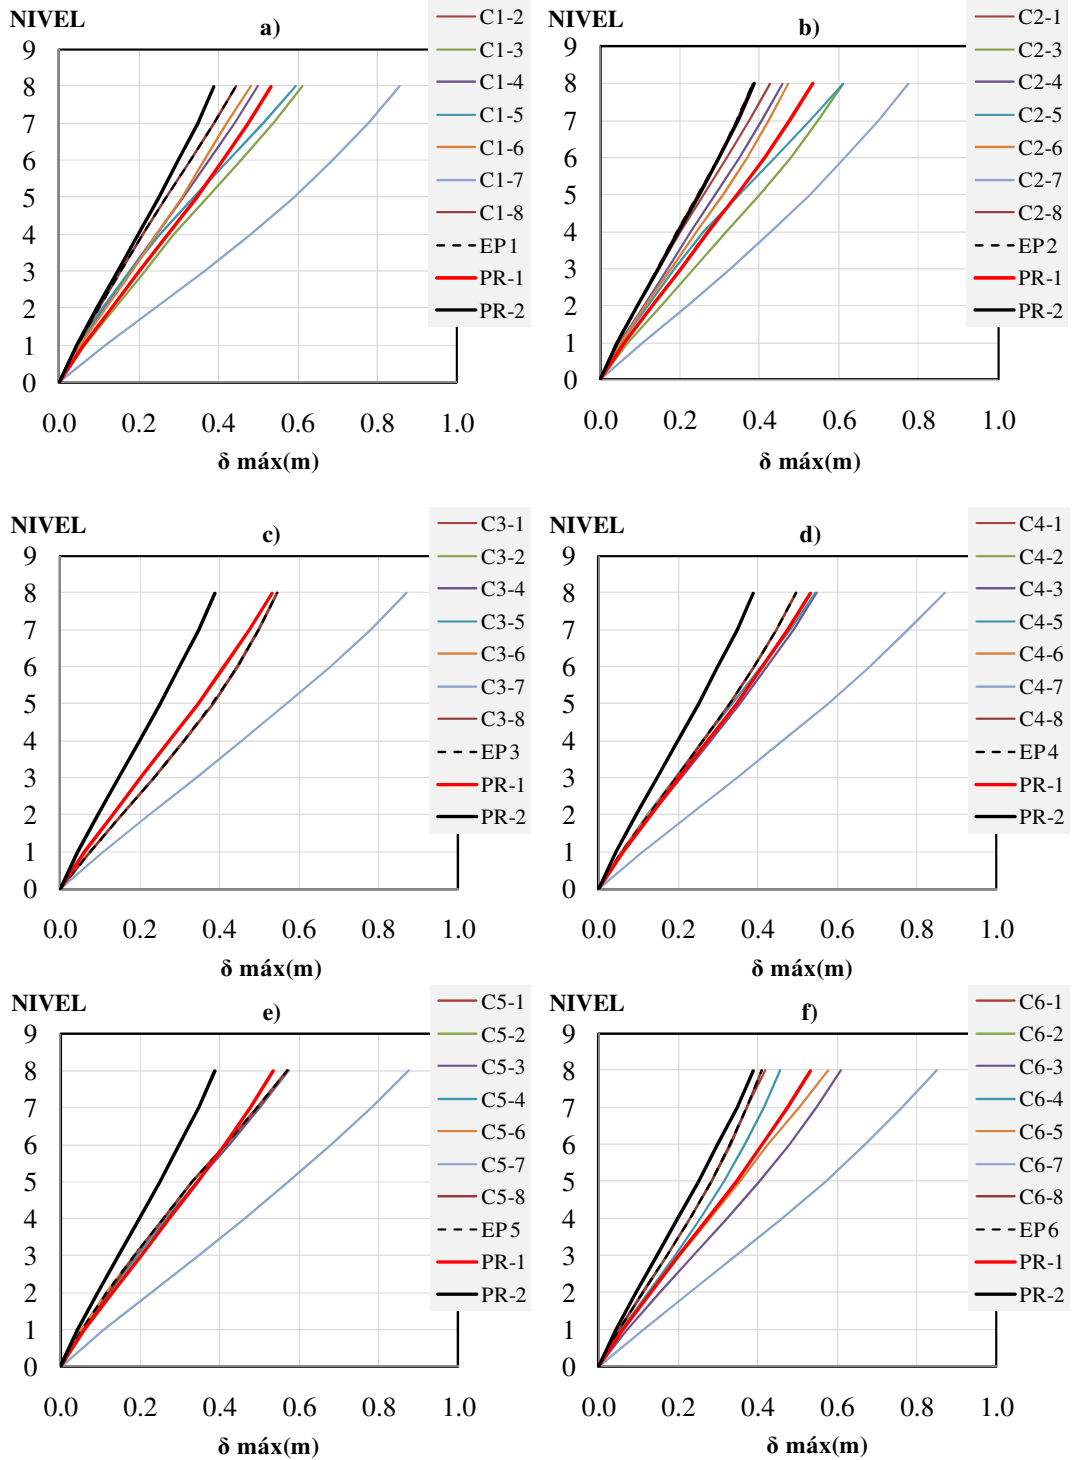 NIVEL
a)
9
8
7
6
5
4
3
2
1
0
0.0 0.2 0.4 0.6 0.8 1.0
δ máx(m)
C1-2
C1-3
C1-4
C1-5
C1-6
C1-7
C1-8
EP1
PR-1
PR-2
NIVEL
b)
9
8
7
6
5
4
3
2
1
0
0.0 0.2 0.4 0.6 0.8 1.0
δ máx(m)
C2-1
C2-3
C2-4
C2-5
C2-6
C2-7
C2-8
EP2
PR-1
PR-2
NIVEL
c)
9
8
7
6
5
4
3
2
1
0
0.0 0.2 0.4 0.6 0.8 1.0
δ máx(m)
C3-1
C3-2
C3-4
C3-5
C3-6
C3-7
C3-8
EP3
PR-1
PR-2
NIVEL
d)
9
8
7
6
5
4
3
2
1
0
0.0 0.2 0.4 0.6 0.8 1.0
δ máx(m)
C4-1
C4-2
C4-3
C4-5
C4-6
C4-7
C4-8
EP4
PR-1
PR-2
NIVEL
e)
9
8
7
6
5
4
3
2
1
0
0.0 0.2 0.4 0.6 0.8 1.0
δ máx(m)
C5-1
C5-2
C5-3
C5-4
C5-6
C5-7
C5-8
EP5
PR-1
PR-2
NIVEL
f)
9
8
7
6
5
4
3
2
1
0
0.0 0.2 0.4 0.6 0.8 1.0
δ máx(m)
C6-1
C6-2
C6-3
C6-4
C6-5
C6-7
C6-8
EP6
PR-1
PR-2